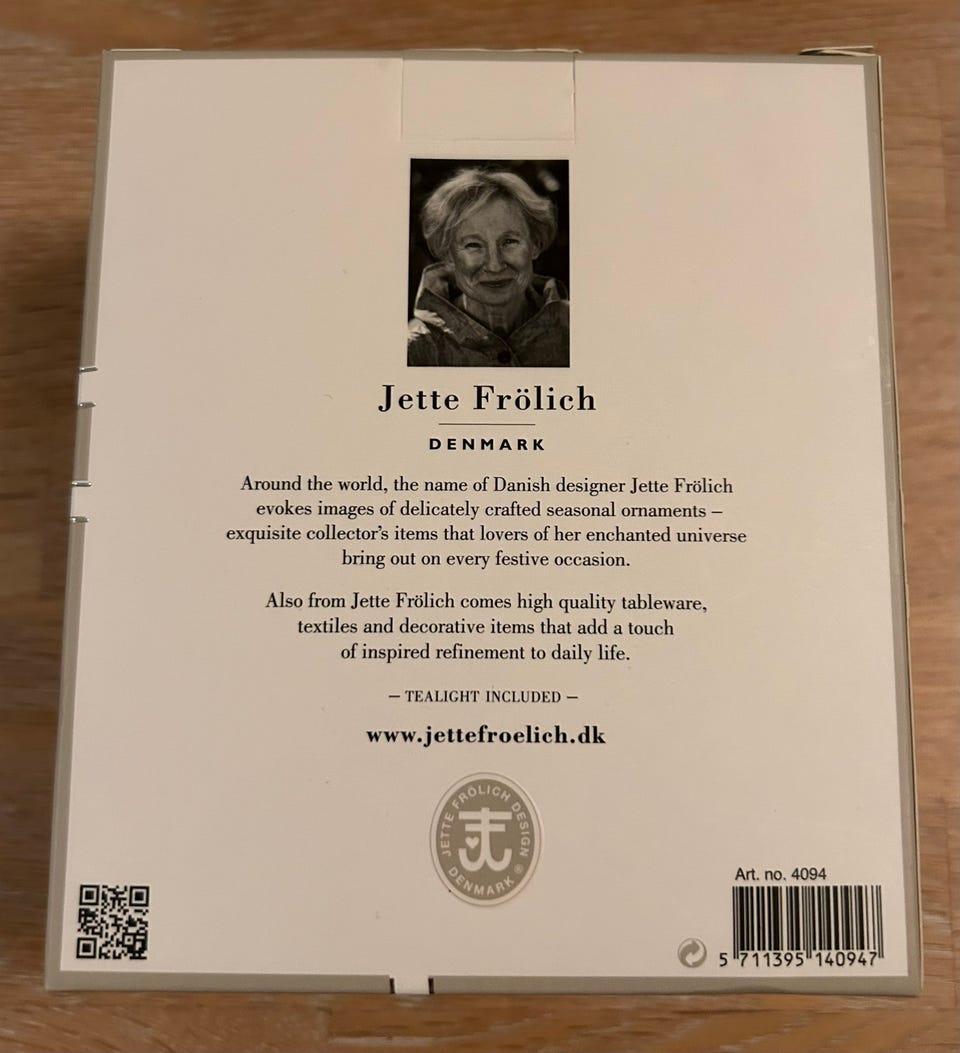 Jette Frölich
DENMARK
Around the world, the name of Danish designer Jette Frölich
evokes images of delicately crafted seasonal ornaments –
exquisite collector's items that lovers of her enchanted universe
bring out on every festive occasion.
Also from Jette Frölich comes high quality tableware,
textiles and decorative items that add a touch
of inspired refinement to daily life.
– TEALIGHT INCLUDED –
www.jettefroelich.dk
JETTE FRÖLICH DESIGN ®
DENMARK
Art. no. 4094
5 711395 140947